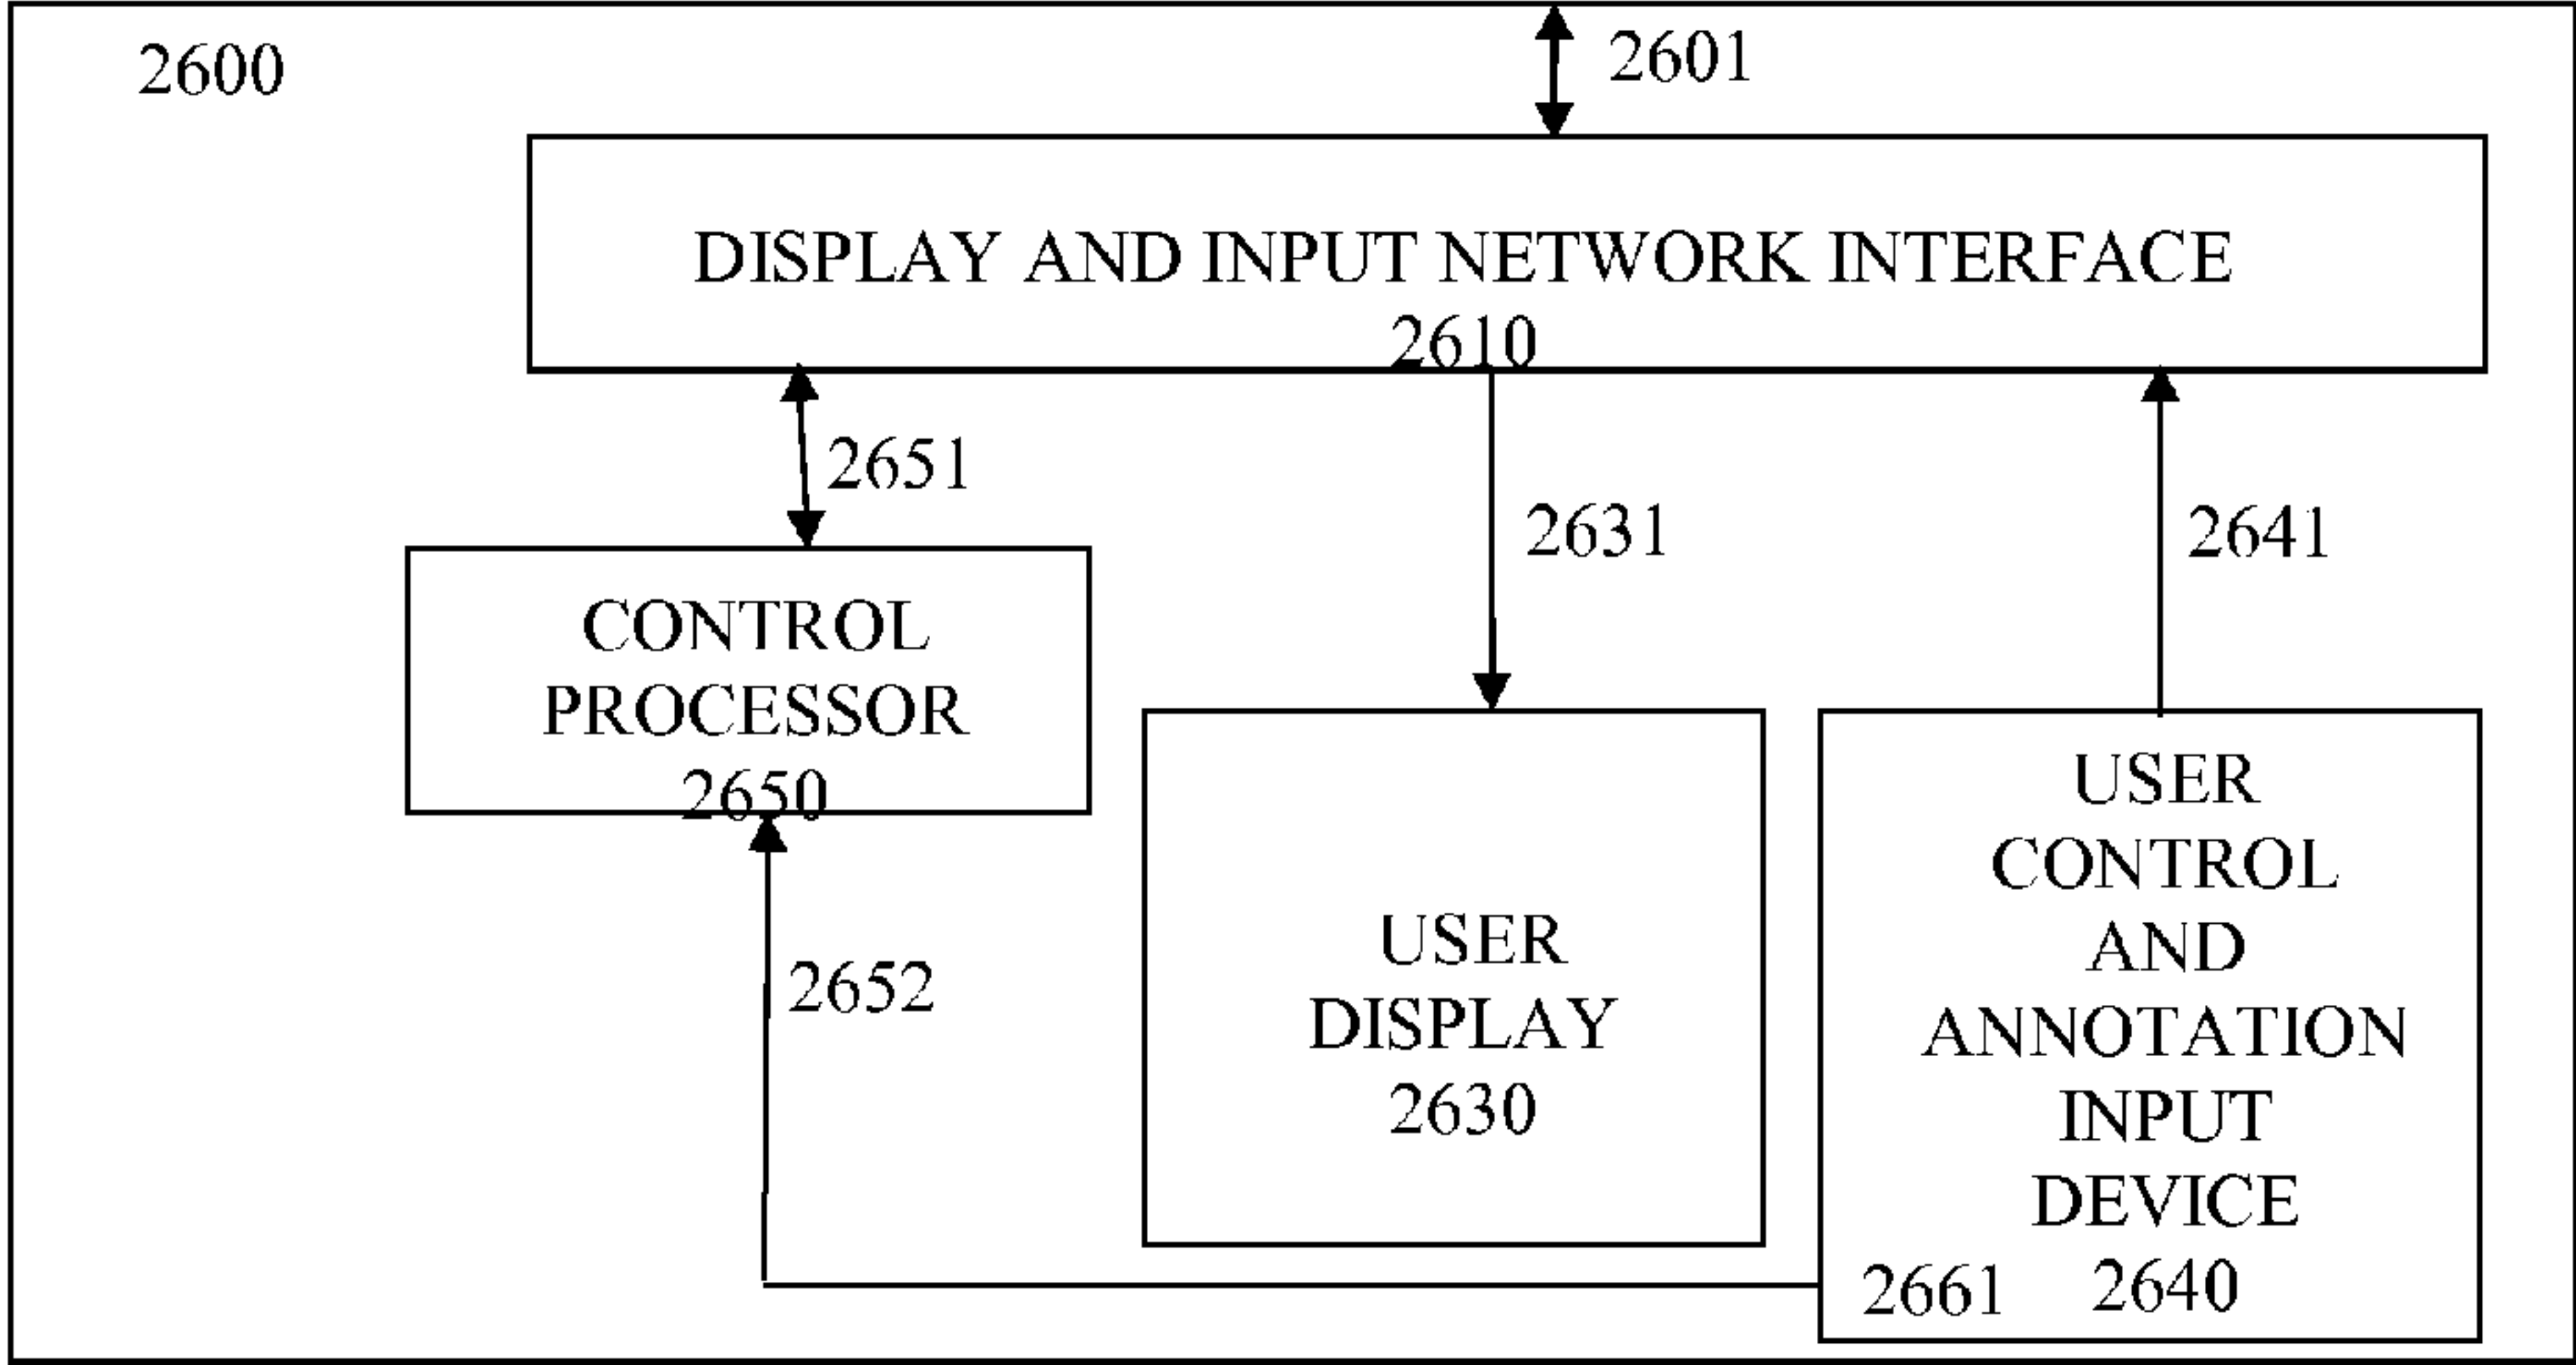 2600
2601
DISPLAY AND INPUT NETWORK INTERFACE
2610
2651
2631
2641
CONTROL
PROCESSOR
2650
2652
USER
DISPLAY
2630
USER
CONTROL
AND
ANNOTATION
INPUT
DEVICE
2661 2640